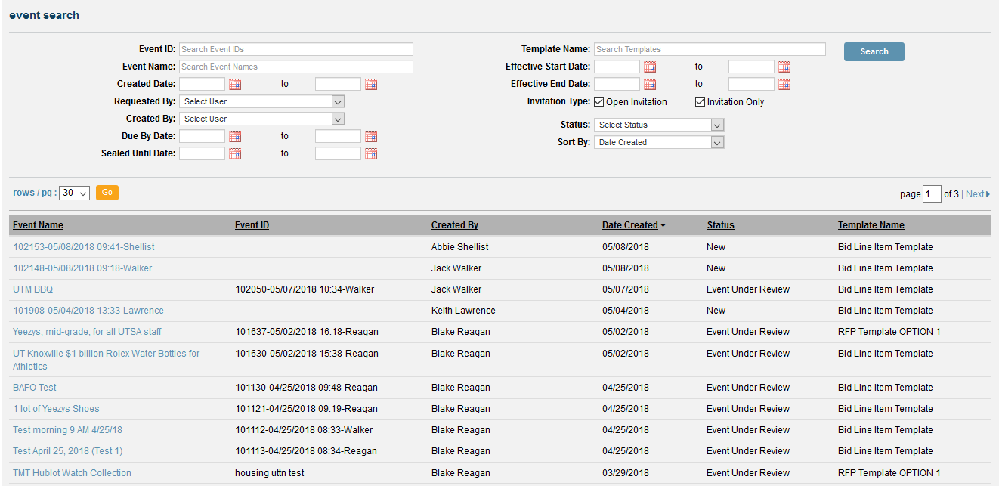 event search
Event ID: Search Event IDs Template Name: Search Templates Search
Event Name: Search Event Names Effective Start Date: to
Created Date: to Effective End Date: to
Requested By: Select User Invitation Type: Open Invitation Invitation Only
Created By: Select User Status: Select Status
Due By Date: to Sort By: Date Created
Sealed Until Date: to
rows / pg : 30 Go page 1 of 3 | Next
Event Name Event ID Created By Date Created Status Template Name
102153-05/08/2018 09:41-Shellist Abbie Shellist 05/08/2018 New Bid Line Item Template
102148-05/08/2018 09:18-Walker Jack Walker 05/08/2018 New Bid Line Item Template
UTM BBQ 102050-05/07/2018 10:34-Walker Jack Walker 05/07/2018 Event Under Review Bid Line Item Template
101908-05/04/2018 13:33-Lawrence Keith Lawrence 05/04/2018 New Bid Line Item Template
Yeezys, mid-grade, for all UTSA staff 101637-05/02/2018 16:18-Reagan Blake Reagan 05/02/2018 Event Under Review RFP Template OPTION 1
UT Knoxville $1 billion Rolex Water Bottles for 101630-05/02/2018 15:38-Reagan Blake Reagan 05/02/2018 Event Under Review Bid Line Item Template
Athletics
BAFO Test 101130-04/25/2018 09:48-Reagan Blake Reagan 04/25/2018 Event Under Review Bid Line Item Template
1 lot of Yeezys Shoes 101121-04/25/2018 09:19-Reagan Blake Reagan 04/25/2018 Event Under Review Bid Line Item Template
Test morning 9 AM 4/25/18 101112-04/25/2018 08:33-Walker Blake Reagan 04/25/2018 Event Under Review Bid Line Item Template
Test April 25, 2018 (Test 1) 101113-04/25/2018 08:34-Reagan Blake Reagan 04/25/2018 Event Under Review Bid Line Item Template
TMT Hublot Watch Collection housing uttn test Blake Reagan 03/29/2018 Event Under Review RFP Template OPTION 1